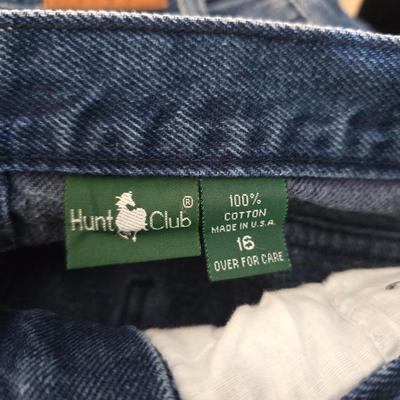 Hunt Club®
100%
COTTON
MADE IN U.S.A.
16
OVER FOR CARE